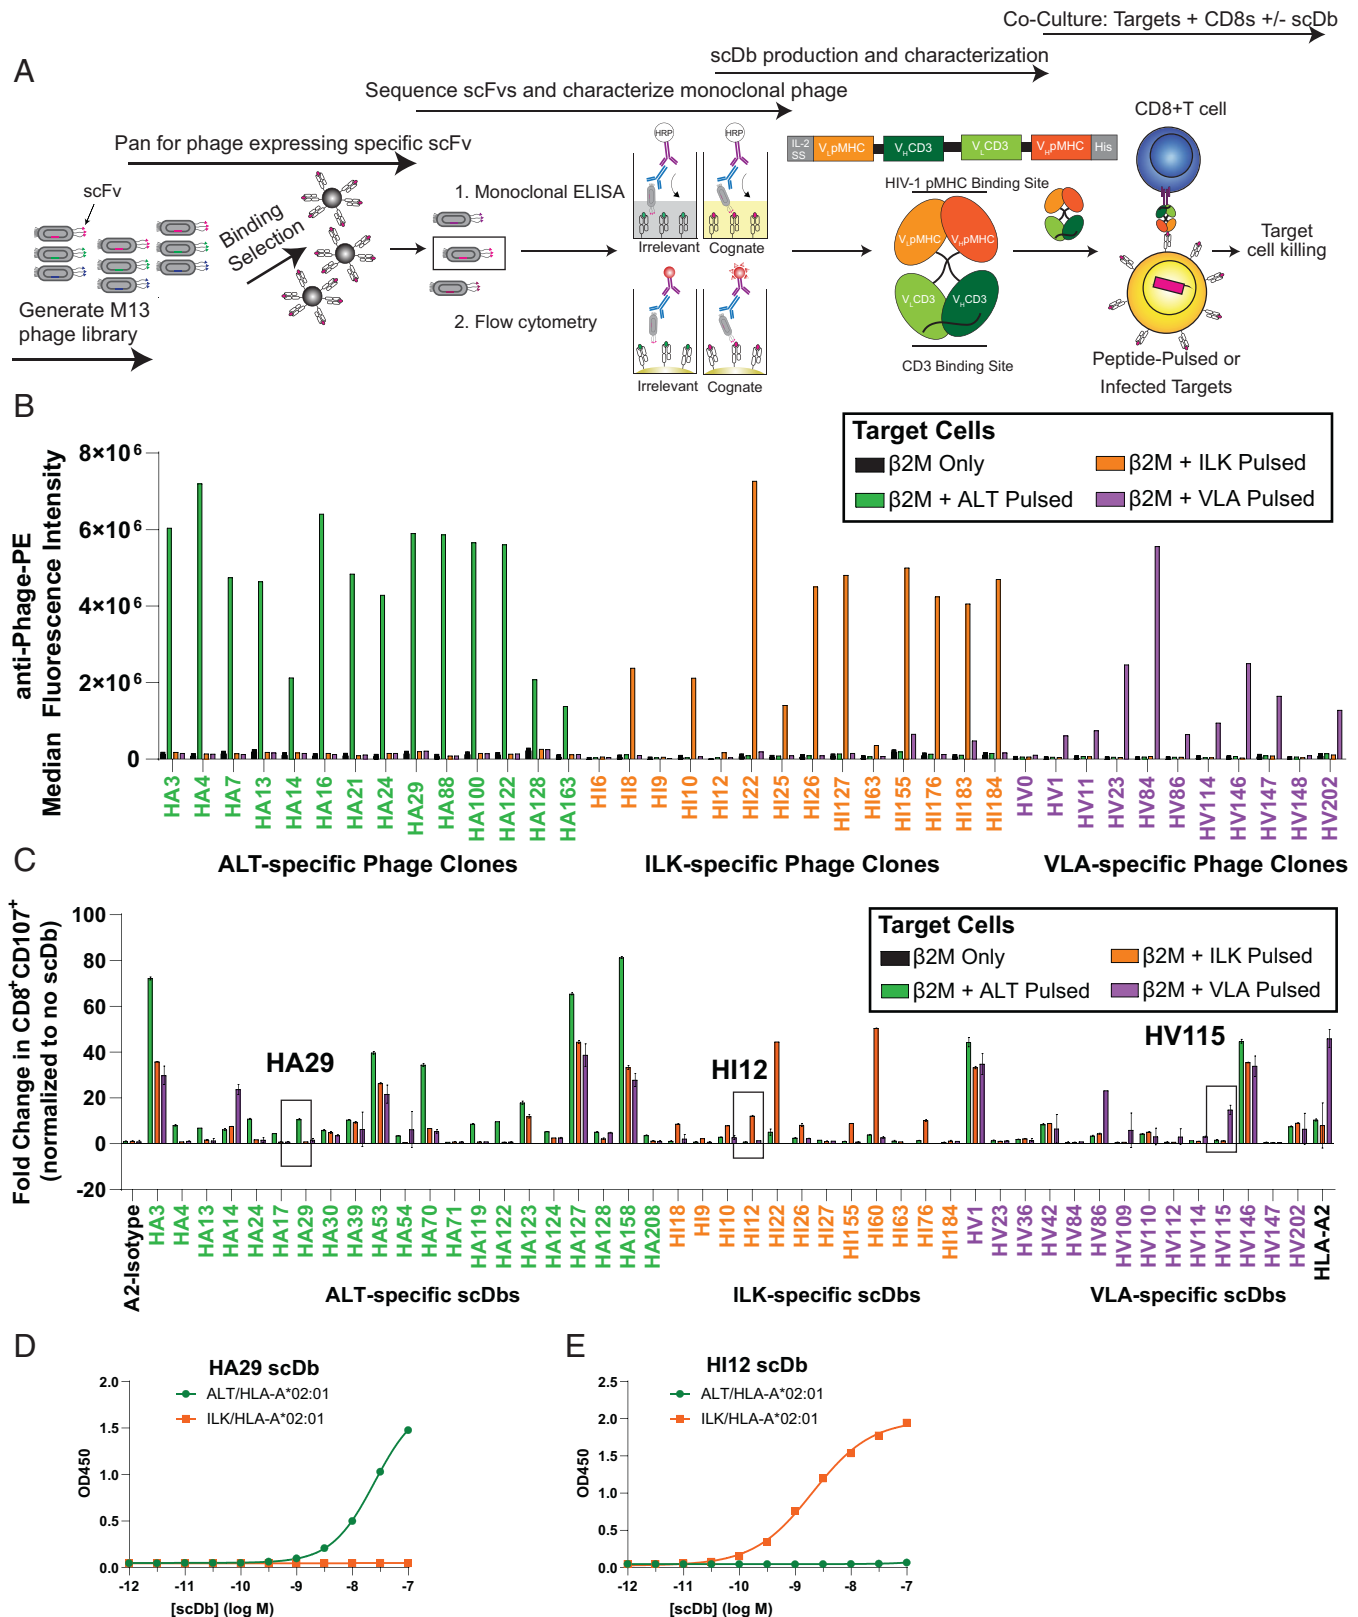 Co-Culture: Targets + CD8s +/- scDb
A
scDb production and characterization
Sequence scFvs and characterize monoclonal phage
CD8+T cell
Pan for phage expressing specific scFv
HRP
HRP
IL-2 SS
VLpMHC
VHCD3
VLCD3
VHpMHC
His
scFv
1. Monoclonal ELISA
HIV-1 pMHC Binding Site
Binding
Selection
Irrelevant
Cognate
VLpMHC
VHpMHC
Target
cell killing
Generate M13
phage library
2. Flow cytometry
VLCD3
VHCD3
Irrelevant
Cognate
CD3 Binding Site
Peptide-Pulsed or
Infected Targets
B
anti-Phage-PE
Median Fluorescence Intensity
8×10⁶
6×10⁶
4×10⁶
2×10⁶
0
Target Cells
β2M Only
β2M + ILK Pulsed
β2M + ALT Pulsed
β2M + VLA Pulsed
HA3
HA4
HA7
HA13
HA14
HA16
HA21
HA24
HA29
HA88
HA100
HA122
HA128
HA163
HI6
HI8
HI9
HI10
HI12
HI22
HI25
HI26
HI127
HI63
HI155
HI176
HI183
HI184
HV0
HV1
HV11
HV23
HV84
HV86
HV114
HV146
HV147
HV148
HV202
ALT-specific Phage Clones
ILK-specific Phage Clones
VLA-specific Phage Clones
C
Fold Change in CD8⁺CD107⁺
(normalized to no scDb)
100
80
60
40
20
0
-20
Target Cells
β2M Only
β2M + ILK Pulsed
β2M + ALT Pulsed
β2M + VLA Pulsed
HA29
HI12
HV115
A2-Isotype
HA3
HA4
HA13
HA14
HA24
HA17
HA29
HA30
HA39
HA53
HA54
HA70
HA71
HA119
HA122
HA123
HA124
HA127
HA128
HA158
HA208
HI18
HI9
HI10
HI12
HI22
HI26
HI27
HI155
HI60
HI63
HI76
HI184
HV1
HV23
HV36
HV42
HV84
HV86
HV109
HV110
HV112
HV114
HV115
HV146
HV147
HV202
HLA-A2
ALT-specific scDbs
ILK-specific scDbs
VLA-specific scDbs
D
HA29 scDb
ALT/HLA-A*02:01
ILK/HLA-A*02:01
OD450
2.0
1.5
1.0
0.5
0.0
-12
-11
-10
-9
-8
-7
[scDb] (log M)
E
HI12 scDb
ALT/HLA-A*02:01
ILK/HLA-A*02:01
OD450
2.5
2.0
1.5
1.0
0.5
0.0
-12
-11
-10
-9
-8
-7
[scDb] (log M)